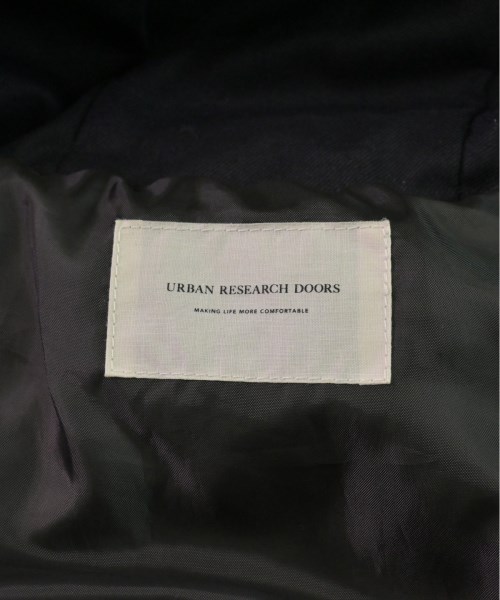 URBAN RESEARCH DOORS
MAKING LIFE MORE COMFORTABLE